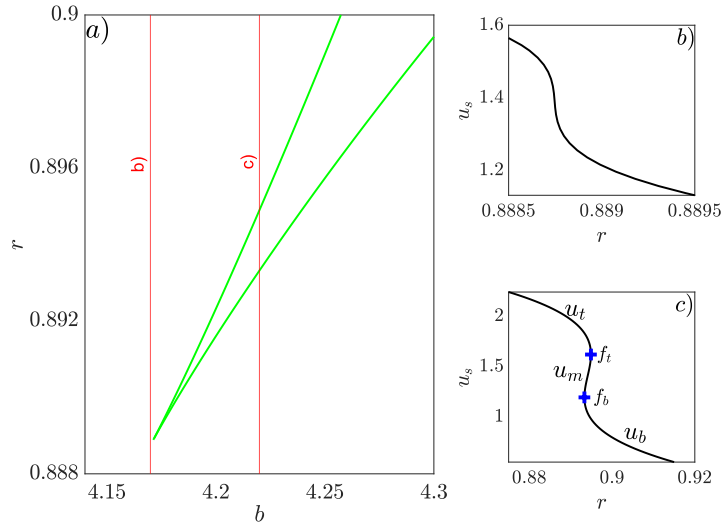 a)
0.9
0.896
0.892
0.888
r
b)
c)
4.15
4.2
4.25
4.3
b
b)
1.6
1.4
1.2
u_s
0.8885
0.889
0.8895
r
c)
2
1.5
1
u_s
u_t
f_t
u_m
f_b
u_b
0.88
0.9
0.92
r